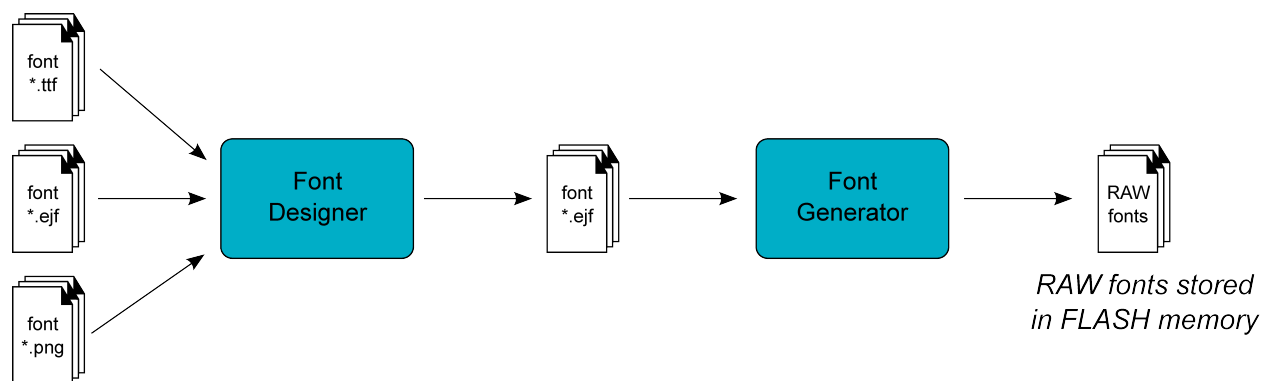 font
*.ttf
font
*.ejf
font
*.png
Font
Designer
font
*.ejf
Font
Generator
RAW
fonts
RAW fonts stored
in FLASH memory